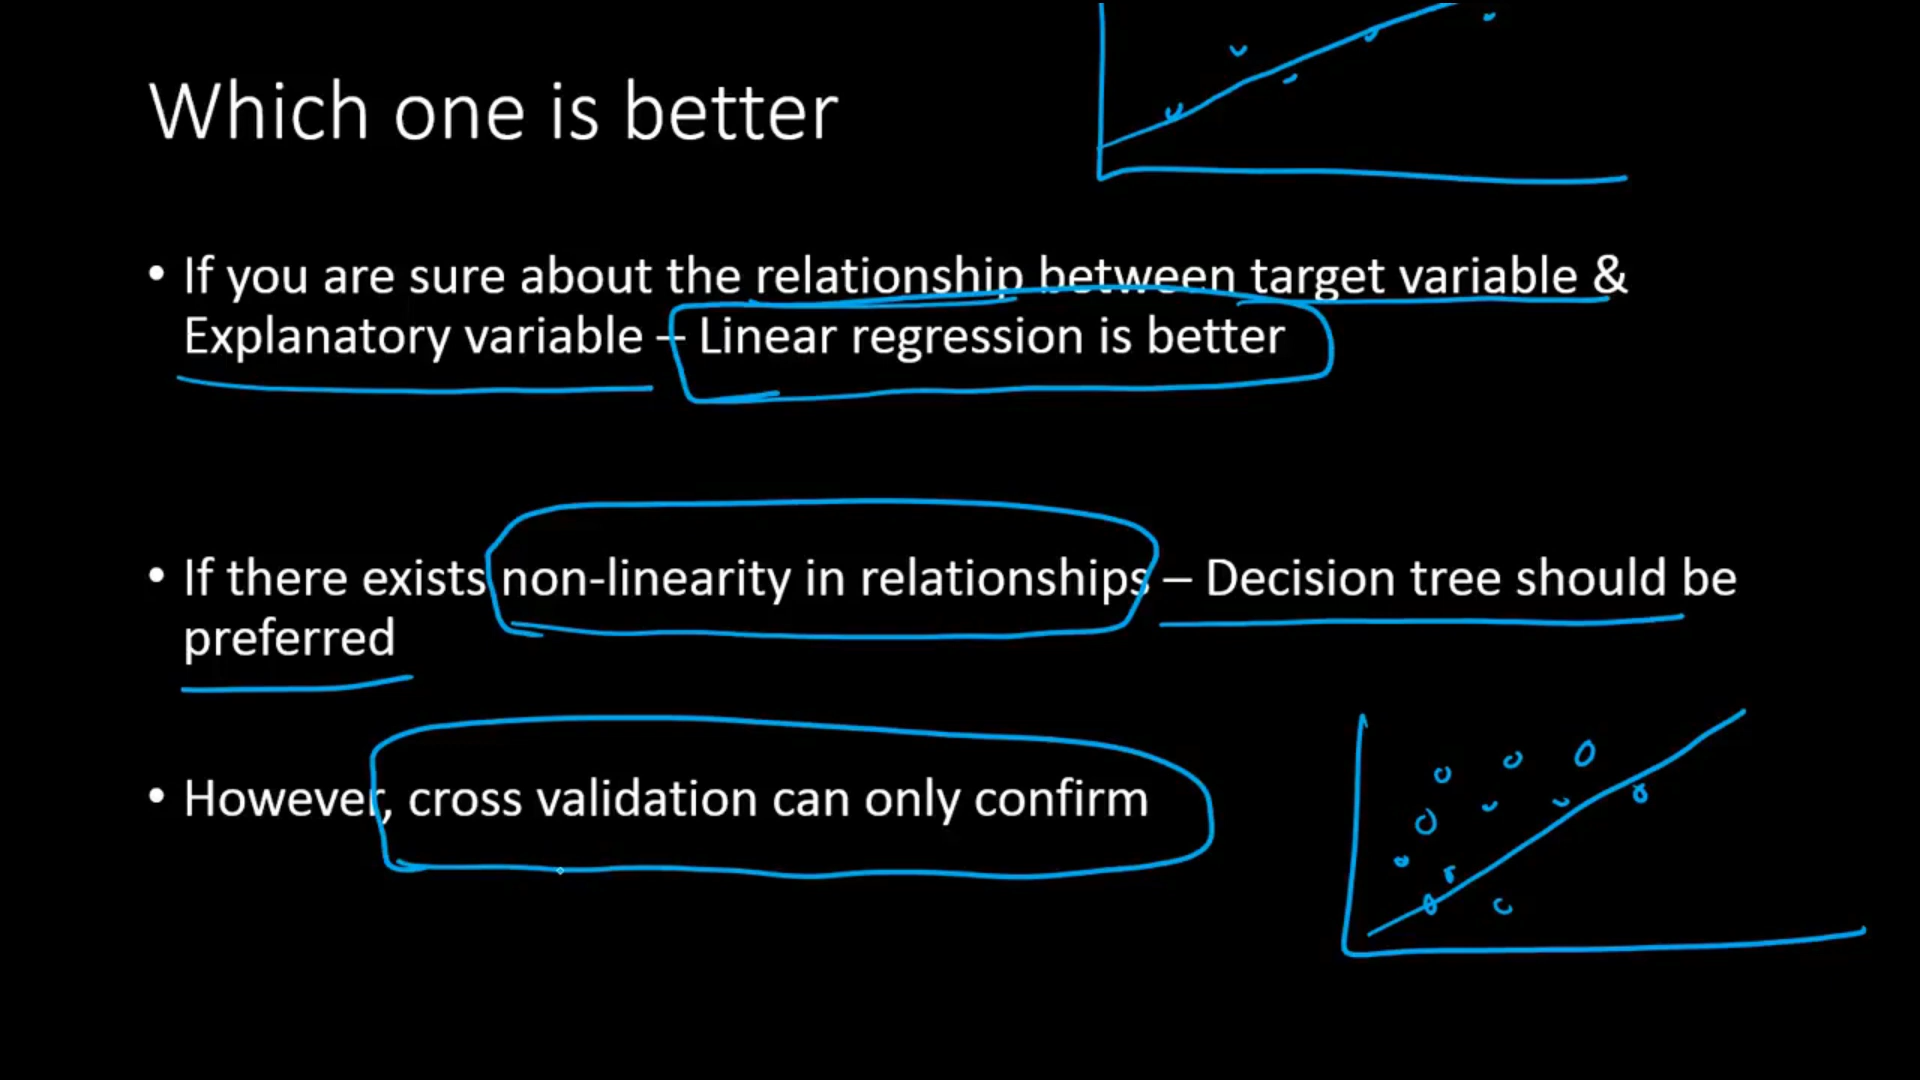 Which one is better
• If you are sure about the relationship between target variable &
Explanatory variable – Linear regression is better
• If there exists non-linearity in relationships – Decision tree should be
preferred
• However, cross validation can only confirm